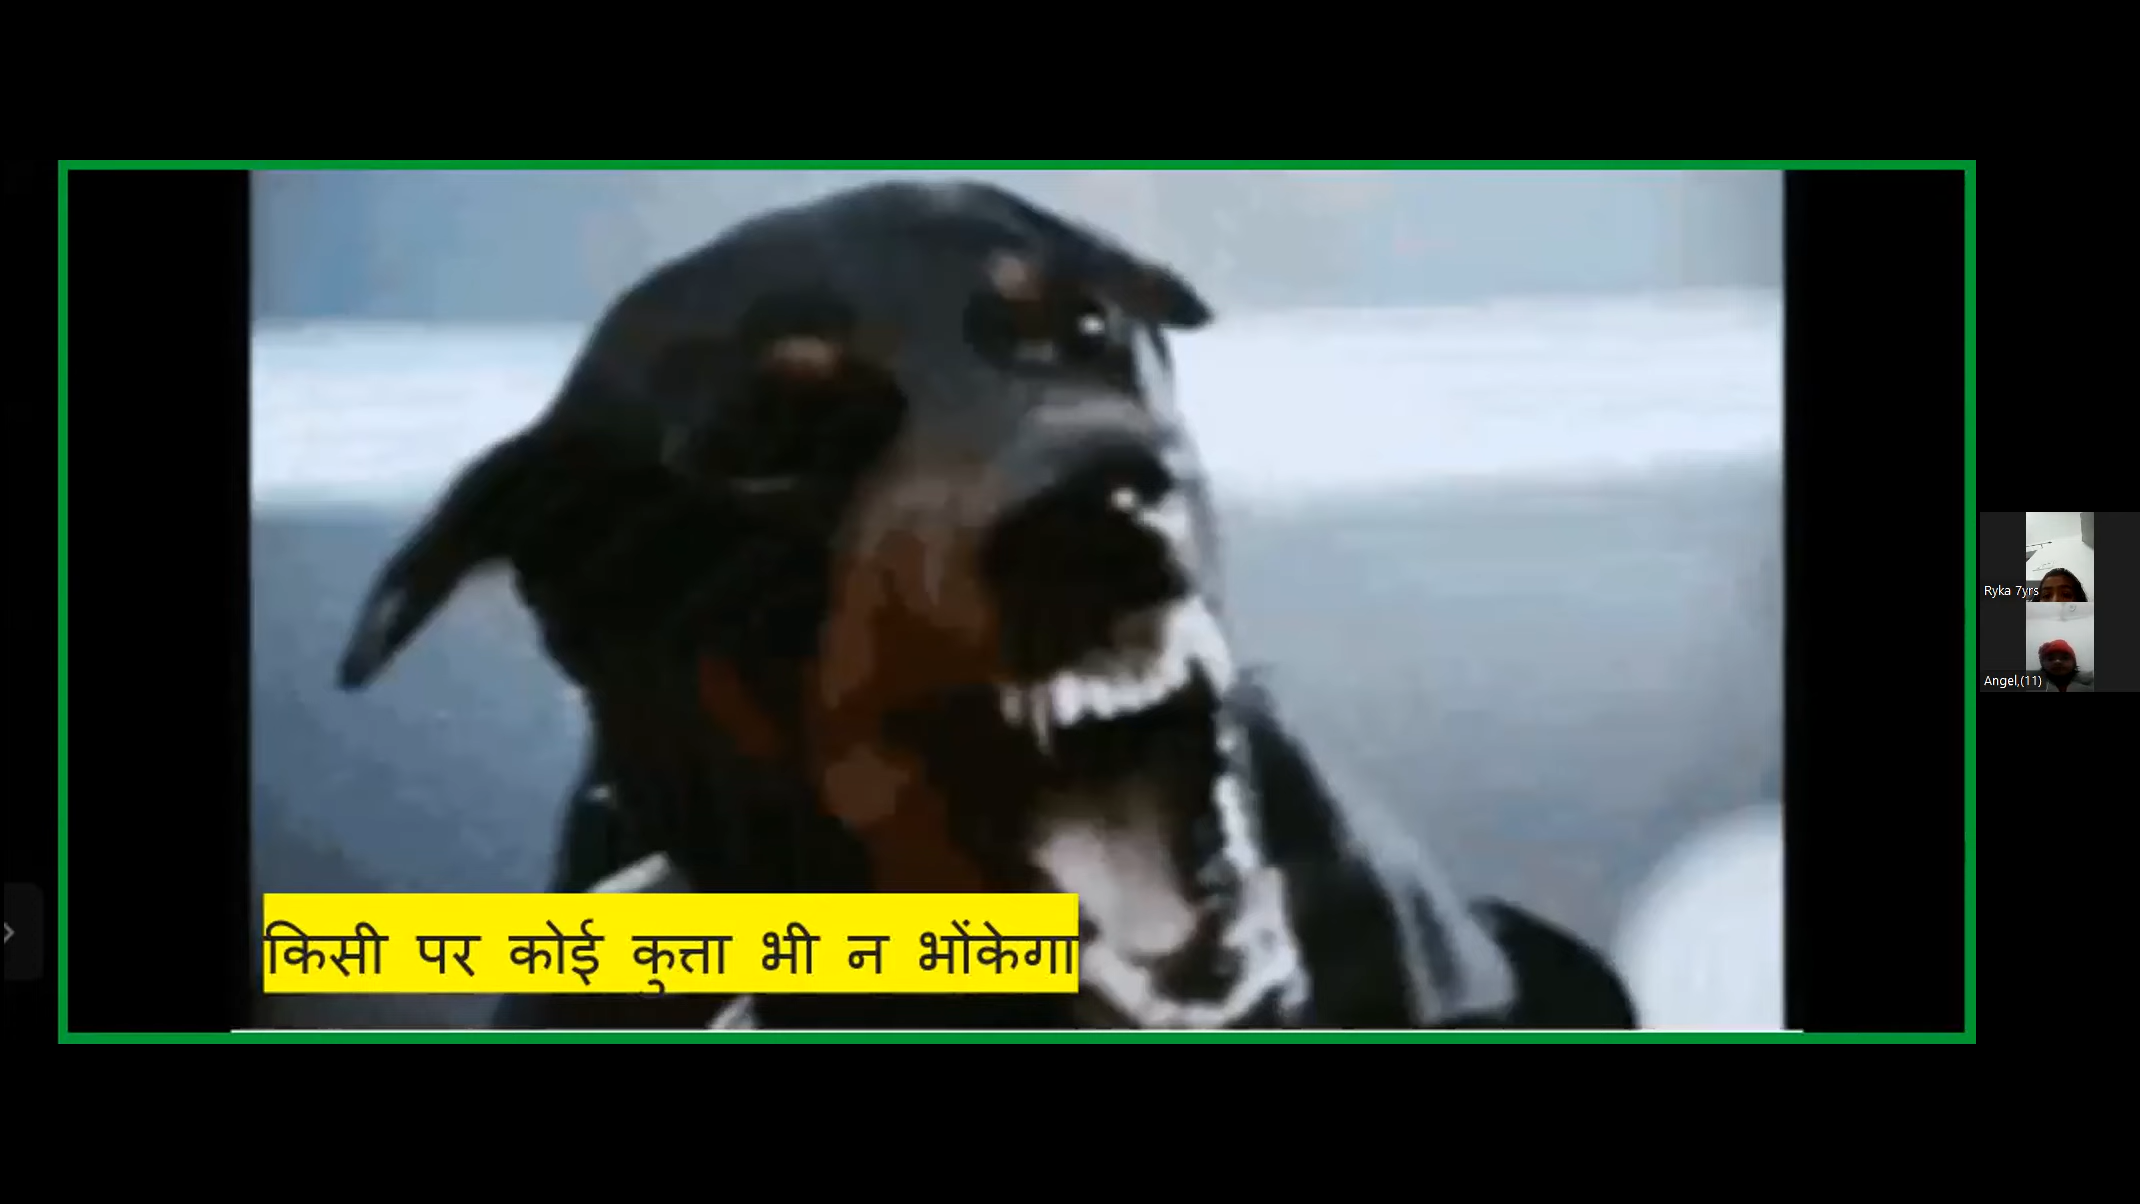 किसी पर कोई कुत्ता भी न भोंकेगा
Ryka 7yrs
Angel,(11)